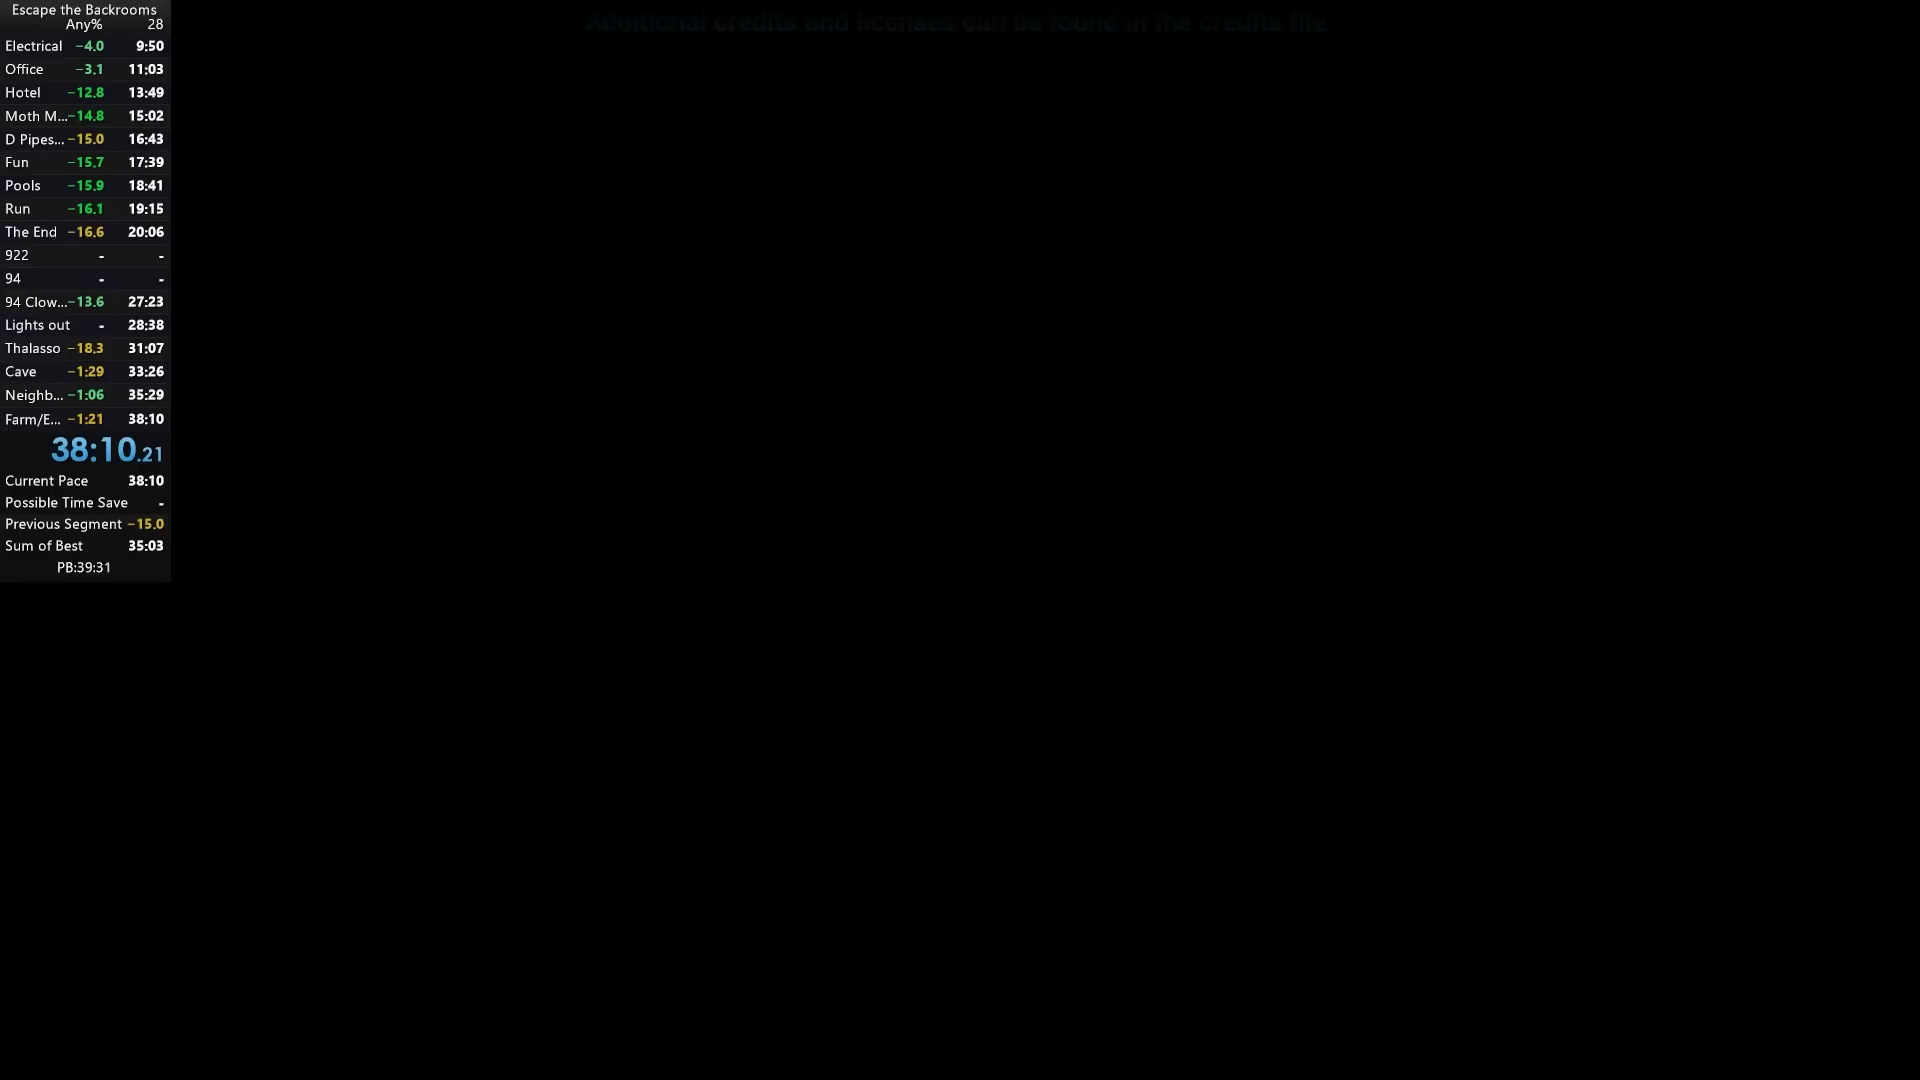 Escape the Backrooms
Any% 28
Electrical −4.0 9:50
Office −3.1 11:03
Hotel −12.8 13:49
Moth M... −14.8 15:02
D Pipes... −15.0 16:43
Fun −15.7 17:39
Pools −15.9 18:41
Run −16.1 19:15
The End −16.6 20:06
922 - -
94 - -
94 Clow... −13.6 27:23
Lights out - 28:38
Thalasso −18.3 31:07
Cave −1:29 33:26
Neighb... −1:06 35:29
Farm/E... −1:21 38:10
38:10.21
Current Pace 38:10
Possible Time Save -
Previous Segment −15.0
Sum of Best 35:03
PB:39:31
Additional credits and licenses can be found in the credits file.